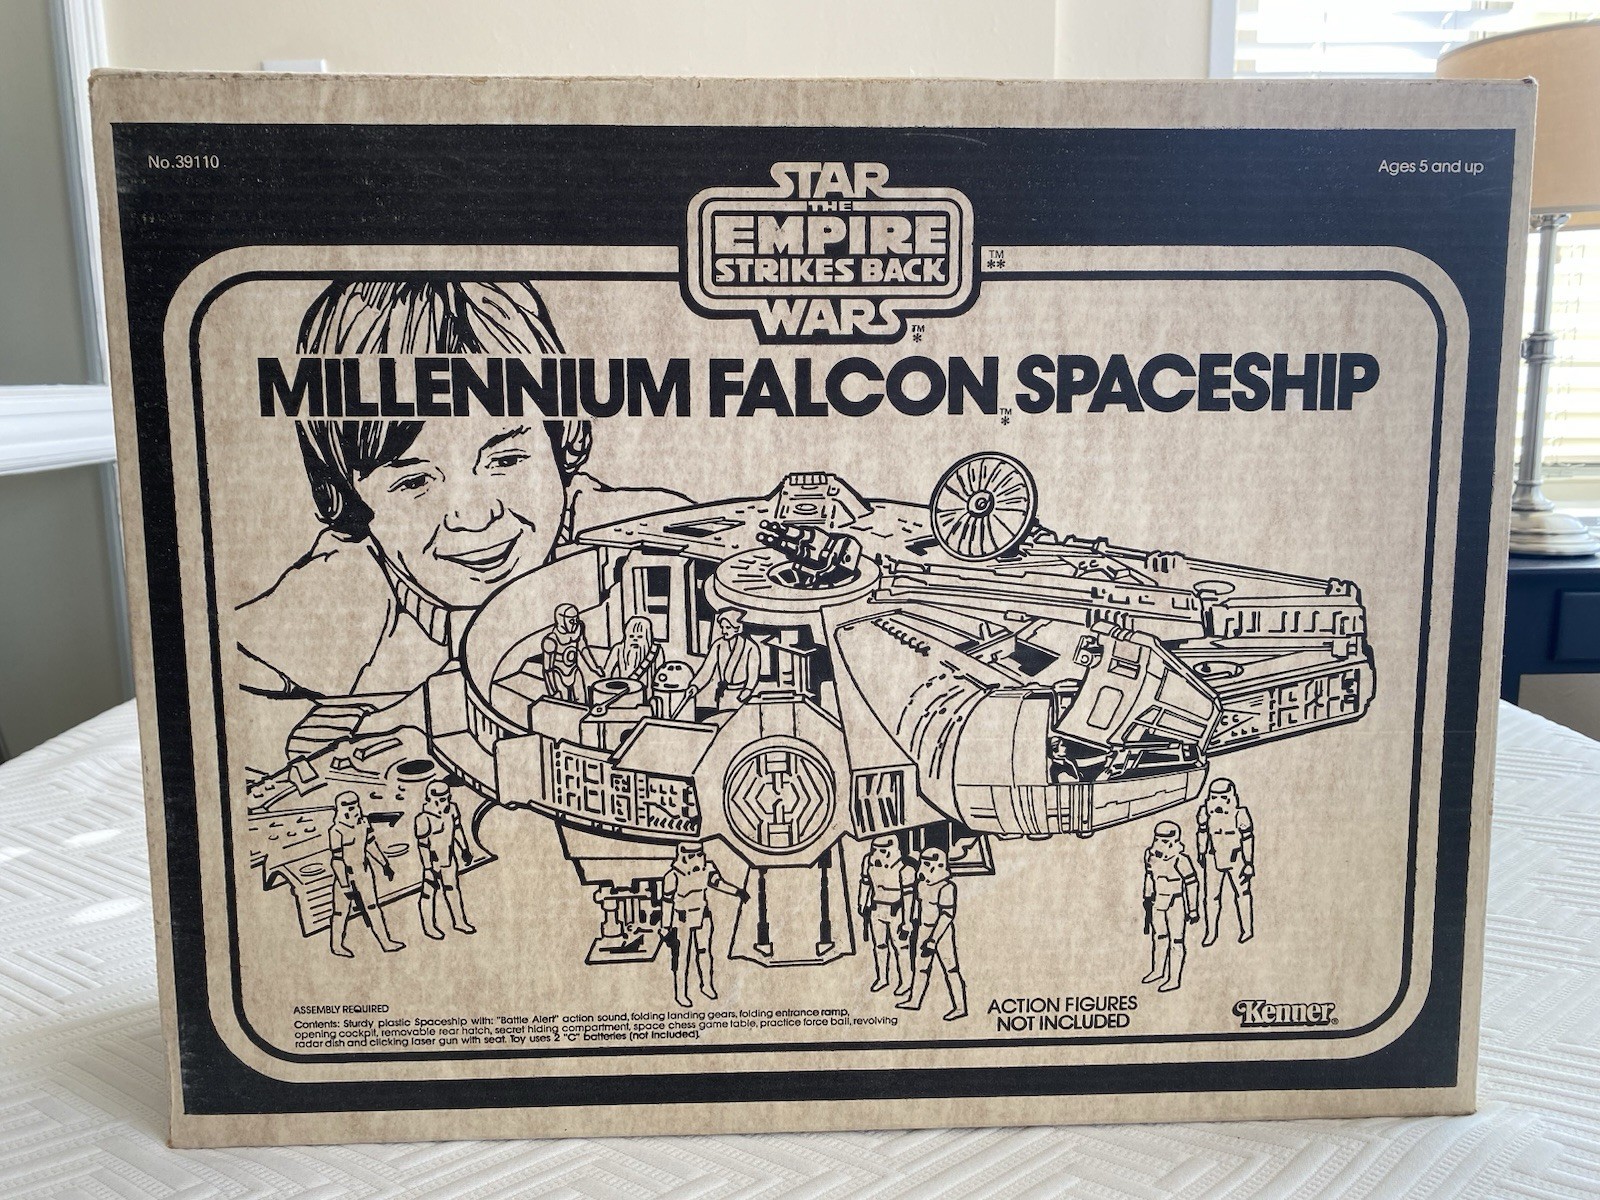 No.39110
Ages 5 and up
STAR
THE
EMPIRE
STRIKES BACK
TM
**
WARS
TM
*
MILLENNIUM FALCON SPACESHIP
TM
*
ASSEMBLY REQUIRED
Contents: Sturdy plastic Spaceship with: "Battle Alert" action sound, folding landing gears, folding entrance ramp,
opening cockpit, removable rear hatch, secret hiding compartment, space chess game table, practice force ball, revolving
radar dish and clicking laser gun with seat. Toy uses 2 "C" batteries (not included).
ACTION FIGURES
NOT INCLUDED
Kenner®